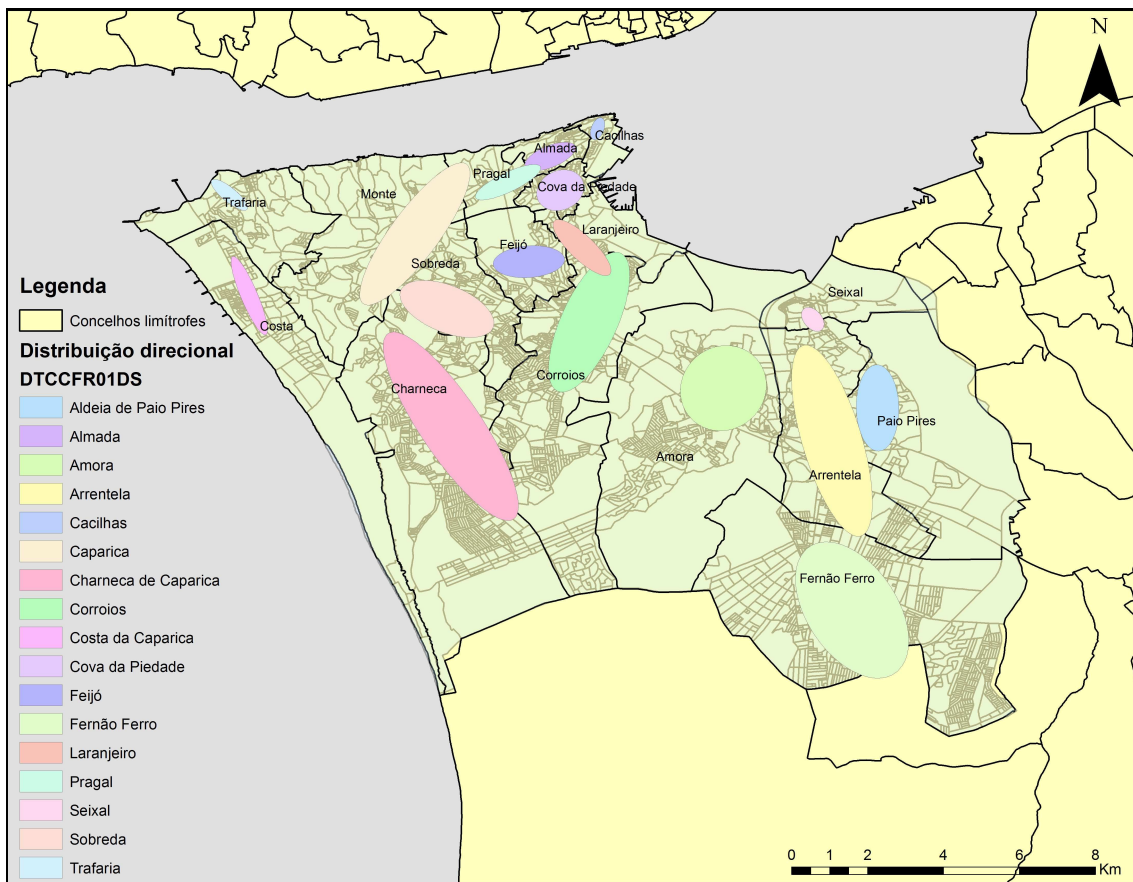 N
Cacilhas
Almada
Pragal
Cova da Piedade
Monte
Trafaria
Laranjeiro
Feijó
Sobreda
Seixal
Costa
Corroios
Charneca
Paio Pires
Amora
Arrentela
Fernão Ferro
Legenda
Concelhos limítrofes
Distribuição direcional
DTCCFR01DS
Aldeia de Paio Pires
Almada
Amora
Arrentela
Cacilhas
Caparica
Charneca de Caparica
Corroios
Costa da Caparica
Cova da Piedade
Feijó
Fernão Ferro
Laranjeiro
Pragal
Seixal
Sobreda
Trafaria
0 1 2 4 6 8
Km